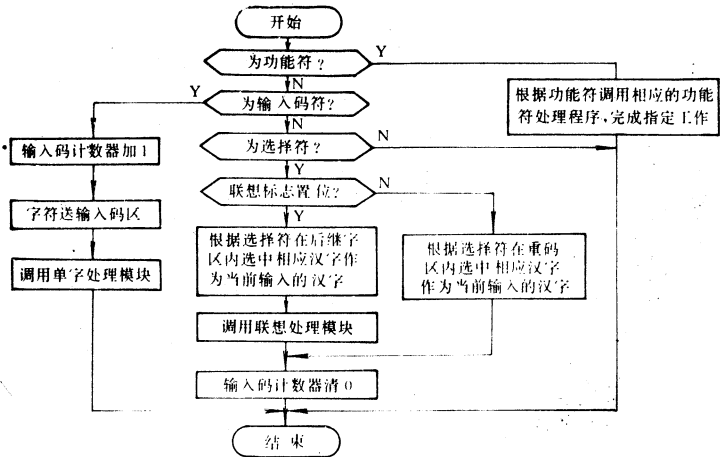 开始
为功能符?
Y
N
Y
为输入码符?
根据功能符调用相应的功能
符处理程序,完成指定工作
N
输入码计数器加1
为选择符?
N
Y
联想标志置位?
N
字符送输入码区
Y
根据选择符在后继字
区内选中相应汉字作
为当前输入的汉字
根据选择符在重码
区内选中相应汉字
作为当前输入的汉字
调用单字处理模块
调用联想处理模块
输入码计数器清0
结束